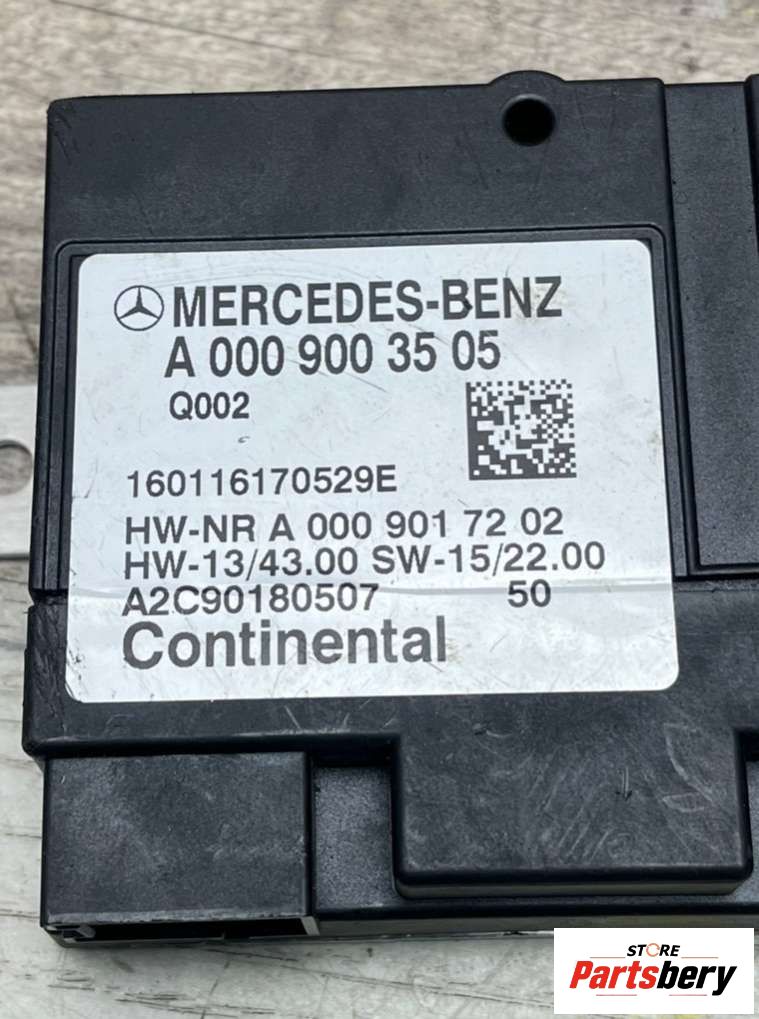 MERCEDES-BENZ
A 000 900 35 05
Q002
160116170529E
HW-NR A 000 901 72 02
HW-13/43.00 SW-15/22.00
A2C90180507 50
Continental
STORE
Partsbery